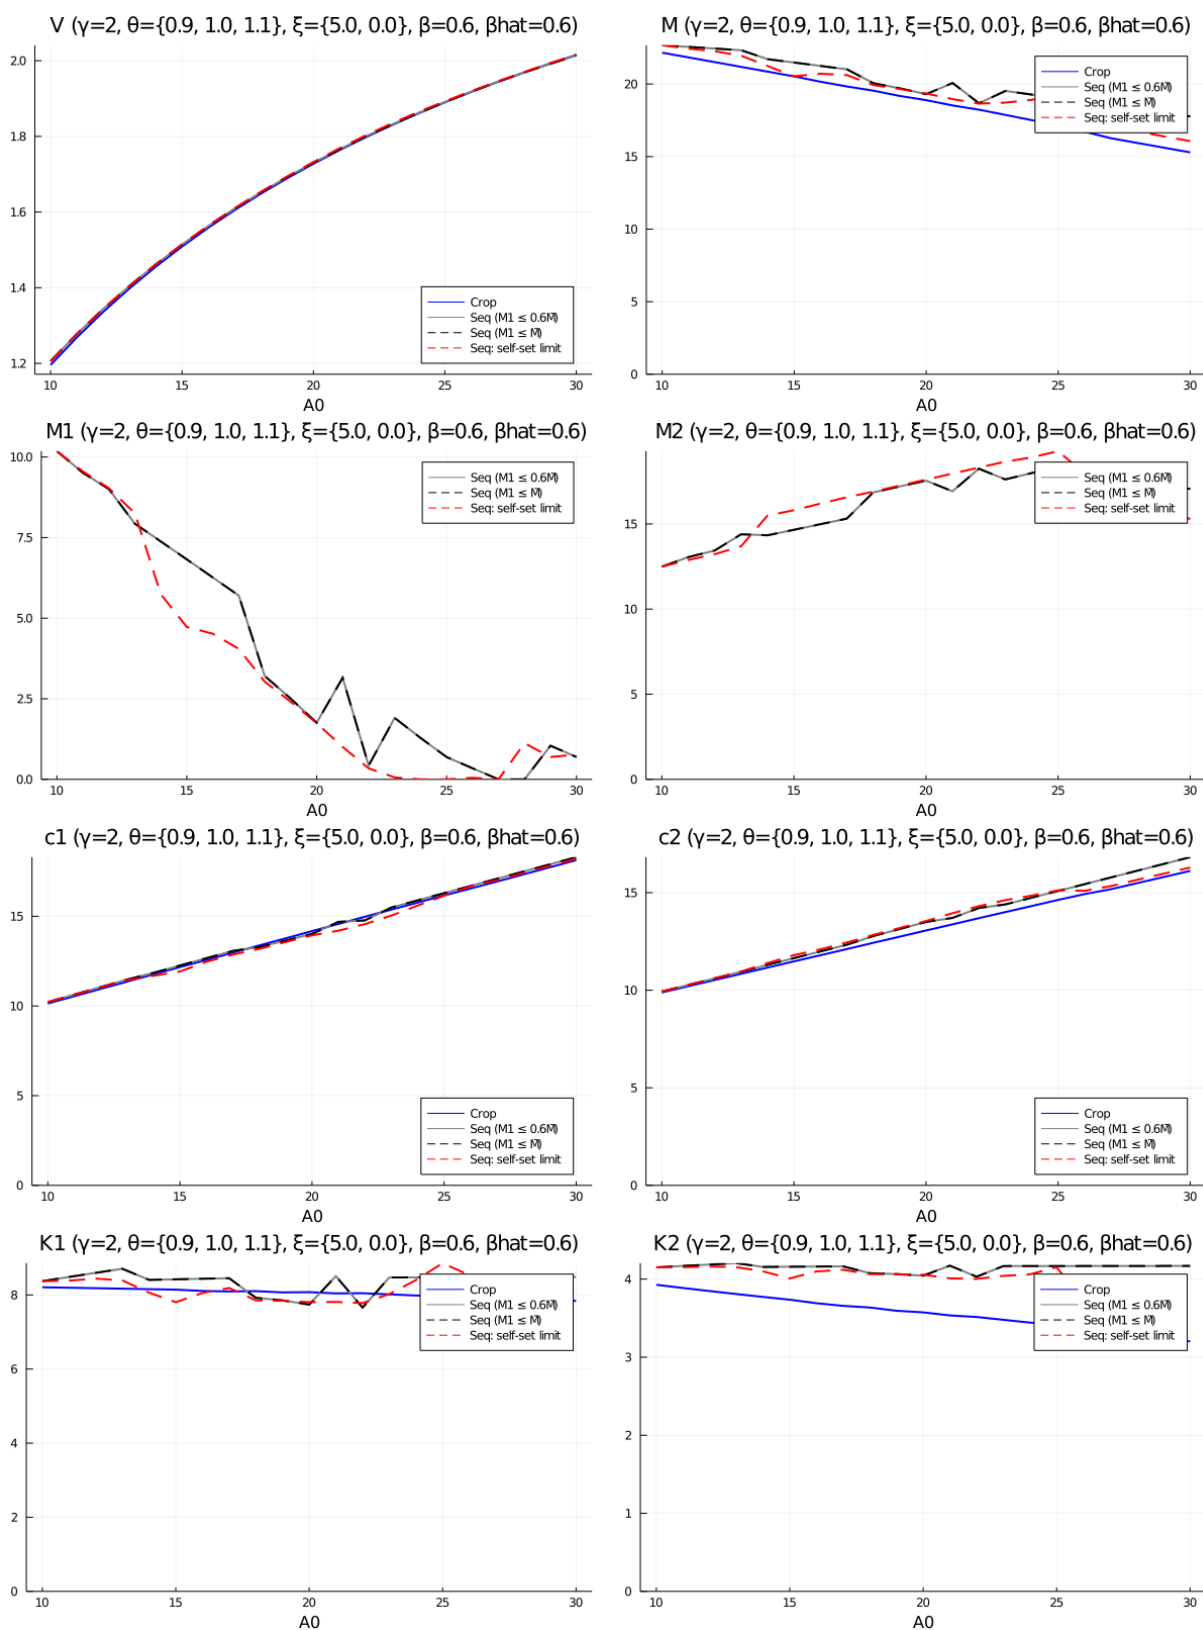 V (γ=2, θ={0.9, 1.0, 1.1}, ξ={5.0, 0.0}, β=0.6, βhat=0.6)
2.0
1.8
1.6
1.4
1.2
Crop
Seq (M1 ≤ 0.6M̄)
Seq (M1 ≤ M̄)
Seq: self-set limit
10 15 20 25 30
A0
M (γ=2, θ={0.9, 1.0, 1.1}, ξ={5.0, 0.0}, β=0.6, βhat=0.6)
20
15
10
5
0
Crop
Seq (M1 ≤ 0.6M̄)
Seq (M1 ≤ M̄)
Seq: self-set limit
10 15 20 25 30
A0
M1 (γ=2, θ={0.9, 1.0, 1.1}, ξ={5.0, 0.0}, β=0.6, βhat=0.6)
10.0
7.5
5.0
2.5
0.0
Seq (M1 ≤ 0.6M̄)
Seq (M1 ≤ M̄)
Seq: self-set limit
10 15 20 25 30
A0
M2 (γ=2, θ={0.9, 1.0, 1.1}, ξ={5.0, 0.0}, β=0.6, βhat=0.6)
15
10
5
0
Seq (M1 ≤ 0.6M̄)
Seq (M1 ≤ M̄)
Seq: self-set limit
10 15 20 25 30
A0
c1 (γ=2, θ={0.9, 1.0, 1.1}, ξ={5.0, 0.0}, β=0.6, βhat=0.6)
15
10
5
0
Crop
Seq (M1 ≤ 0.6M̄)
Seq (M1 ≤ M̄)
Seq: self-set limit
10 15 20 25 30
A0
c2 (γ=2, θ={0.9, 1.0, 1.1}, ξ={5.0, 0.0}, β=0.6, βhat=0.6)
15
10
5
0
Crop
Seq (M1 ≤ 0.6M̄)
Seq (M1 ≤ M̄)
Seq: self-set limit
10 15 20 25 30
A0
K1 (γ=2, θ={0.9, 1.0, 1.1}, ξ={5.0, 0.0}, β=0.6, βhat=0.6)
8
6
4
2
0
Crop
Seq (M1 ≤ 0.6M̄)
Seq (M1 ≤ M̄)
Seq: self-set limit
10 15 20 25 30
A0
K2 (γ=2, θ={0.9, 1.0, 1.1}, ξ={5.0, 0.0}, β=0.6, βhat=0.6)
4
3
2
1
0
Crop
Seq (M1 ≤ 0.6M̄)
Seq (M1 ≤ M̄)
Seq: self-set limit
10 15 20 25 30
A0